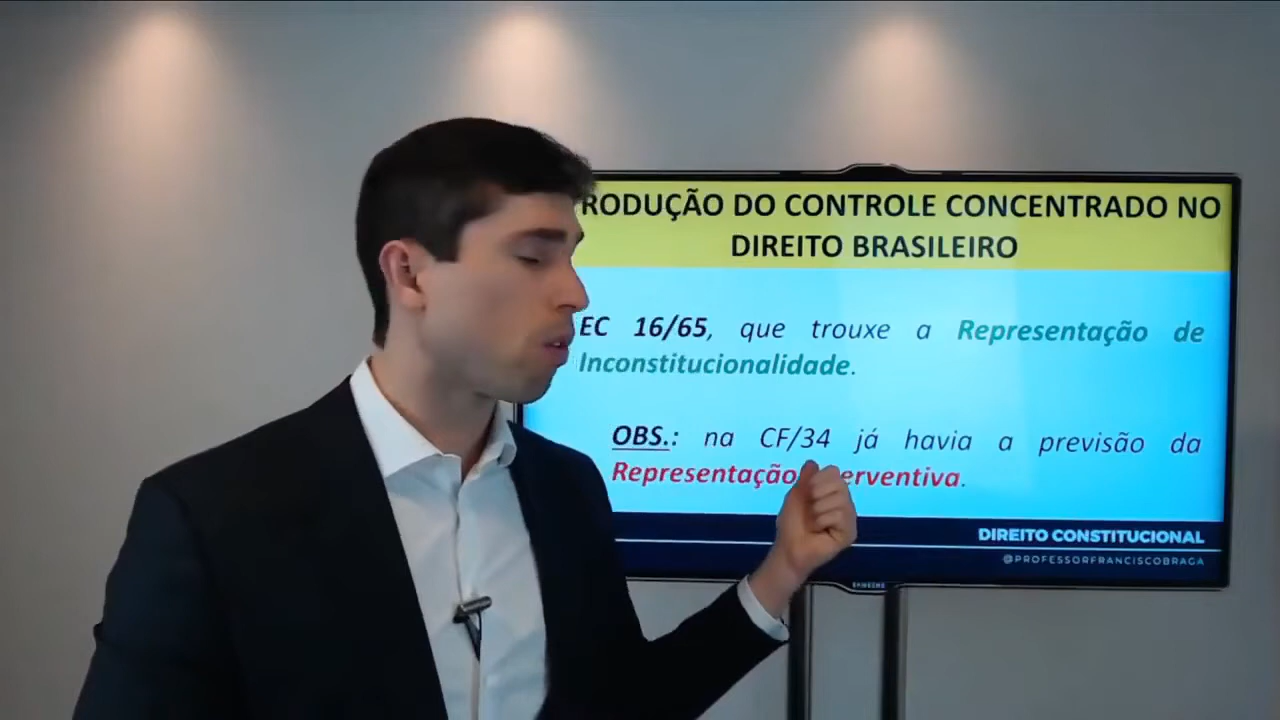 RODUÇÃO DO CONTROLE CONCENTRADO NO
DIREITO BRASILEIRO
EC 16/65, que trouxe a Representação de
Inconstitucionalidade.
OBS.: na CF/34 já havia a previsão da
Representação erventiva.
DIREITO CONSTITUCIONAL
@PROFESSORFRANCISCOBRAGA